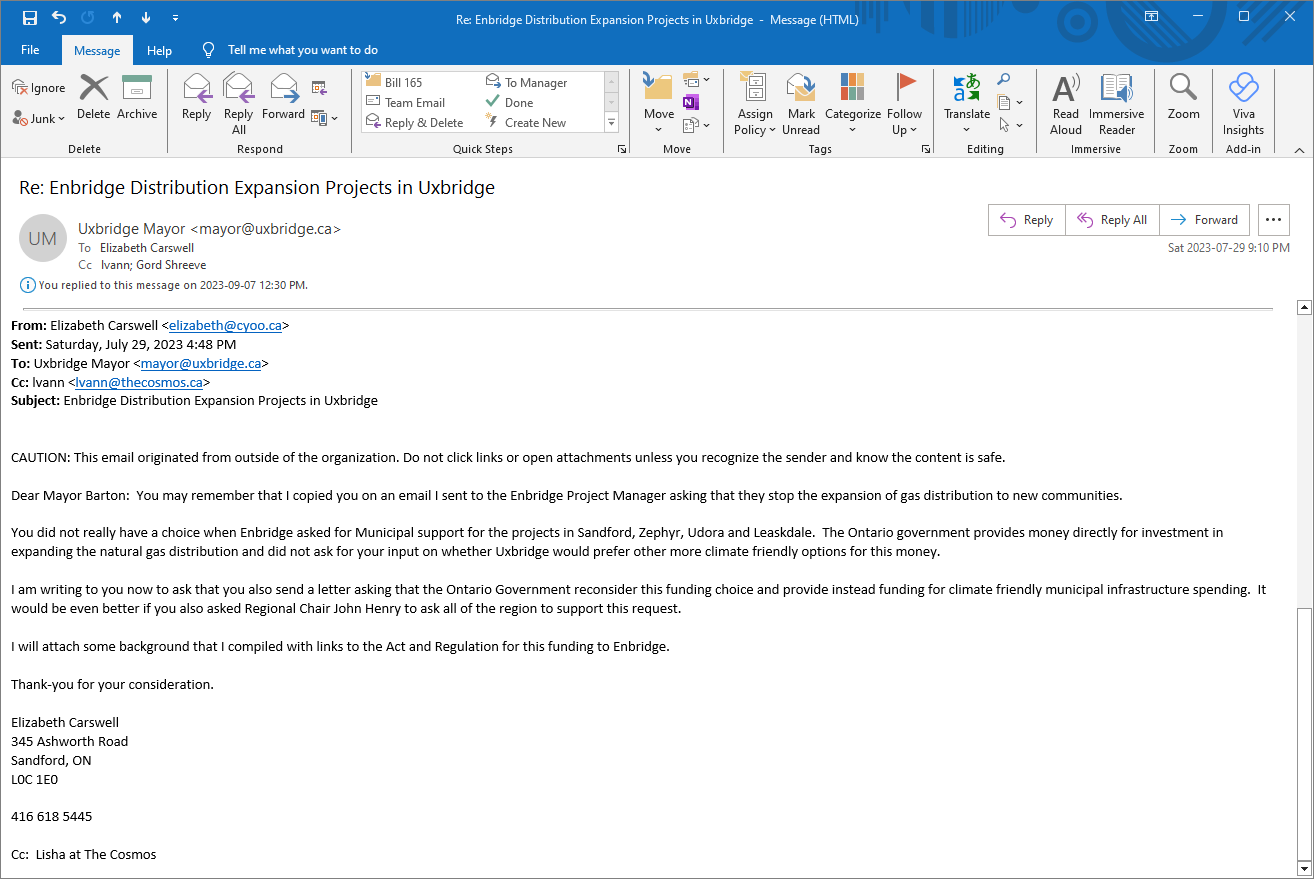 Re: Enbridge Distribution Expansion Projects in Uxbridge - Message (HTML)
File Message Help Tell me what you want to do
Ignore
Junk
Delete
Archive
Delete
Reply
Reply All
Forward
Respond
Bill 165
Team Email
Reply & Delete
To Manager
Done
Create New
Quick Steps
Move
Move
Assign Policy
Mark Unread
Categorize
Follow Up
Tags
Translate
Editing
Read Aloud
Immersive Reader
Immersive
Zoom
Zoom
Viva Insights
Add-in
Re: Enbridge Distribution Expansion Projects in Uxbridge
UM
Uxbridge Mayor <mayor@uxbridge.ca>
To Elizabeth Carswell
Cc lvann; Gord Shreeve
Reply Reply All Forward
Sat 2023-07-29 9:10 PM
You replied to this message on 2023-09-07 12:30 PM.
From: Elizabeth Carswell <elizabeth@cyoo.ca>
Sent: Saturday, July 29, 2023 4:48 PM
To: Uxbridge Mayor <mayor@uxbridge.ca>
Cc: lvann <lvann@thecosmos.ca>
Subject: Enbridge Distribution Expansion Projects in Uxbridge
CAUTION: This email originated from outside of the organization. Do not click links or open attachments unless you recognize the sender and know the content is safe.
Dear Mayor Barton:  You may remember that I copied you on an email I sent to the Enbridge Project Manager asking that they stop the expansion of gas distribution to new communities.
You did not really have a choice when Enbridge asked for Municipal support for the projects in Sandford, Zephyr, Udora and Leaskdale.  The Ontario government provides money directly for investment in
expanding the natural gas distribution and did not ask for your input on whether Uxbridge would prefer other more climate friendly options for this money.
I am writing to you now to ask that you also send a letter asking that the Ontario Government reconsider this funding choice and provide instead funding for climate friendly municipal infrastructure spending.  It
would be even better if you also asked Regional Chair John Henry to ask all of the region to support this request.
I will attach some background that I compiled with links to the Act and Regulation for this funding to Enbridge.
Thank-you for your consideration.
Elizabeth Carswell
345 Ashworth Road
Sandford, ON
L0C 1E0
416 618 5445
Cc:  Lisha at The Cosmos